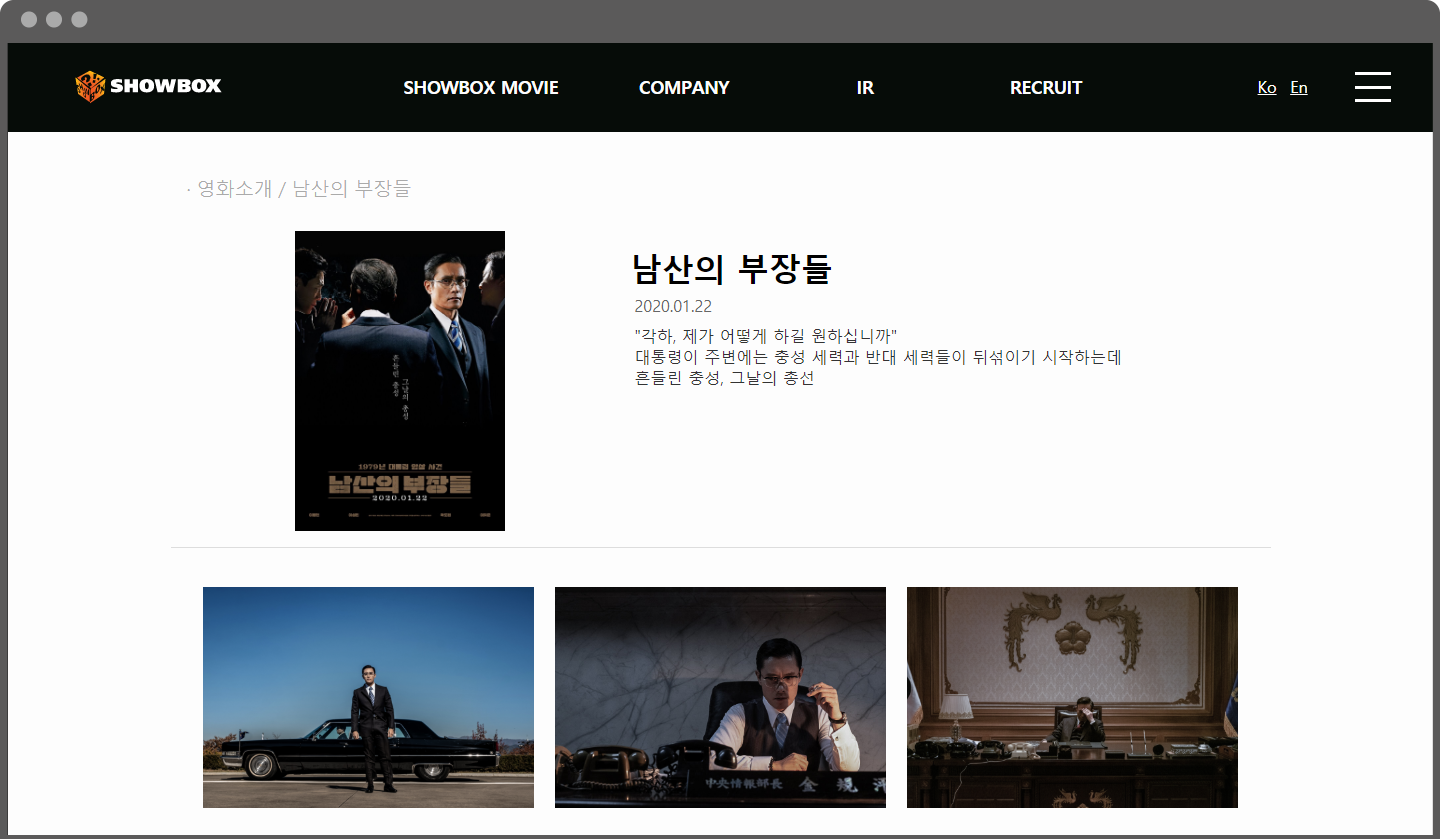 SHOWBOX
SHOWBOX MOVIE
COMPANY
IR
RECRUIT
Ko En
· 영화소개 / 남산의 부장들
흔들린 충성
그날의 총성
1979년 대통령 암살 사건
남산의 부장들
2020.01.22
남산의 부장들
2020.01.22
"각하, 제가 어떻게 하길 원하십니까"
대통령이 주변에는 충성 세력과 반대 세력들이 뒤섞이기 시작하는데
흔들린 충성, 그날의 총선
中央情報部長 金規